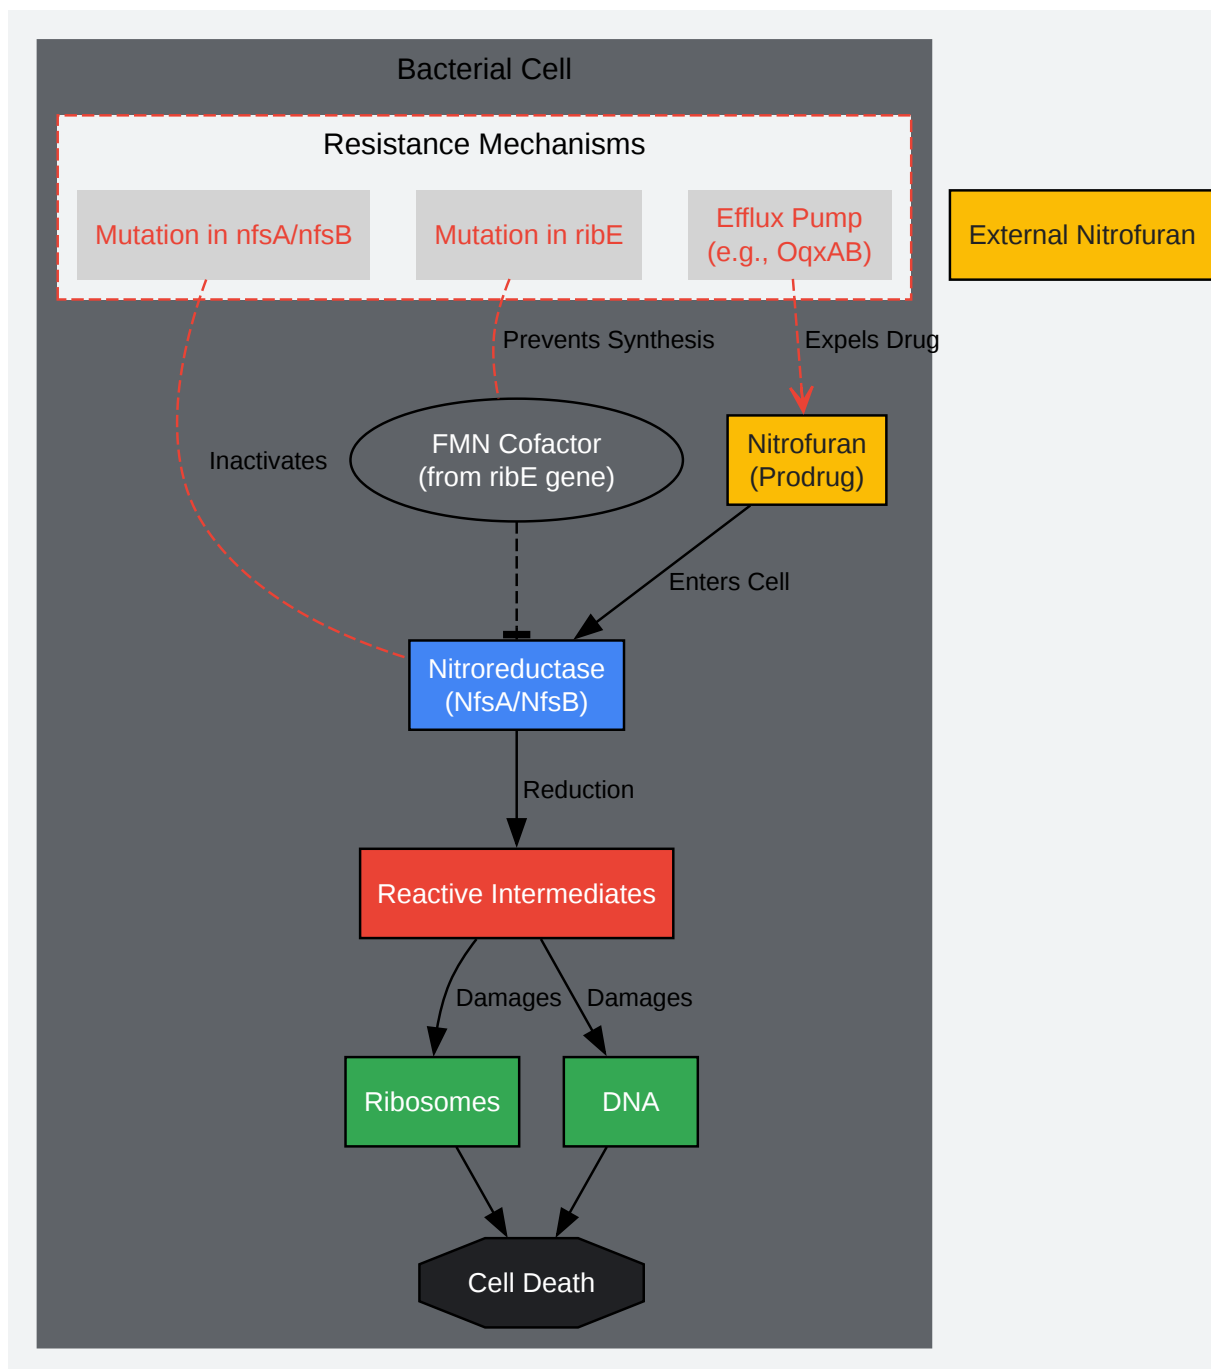 Bacterial Cell
Resistance Mechanisms
Mutation in nfsA/nfsB
Mutation in ribE
Efflux Pump
(e.g., OqxAB)
External Nitrofuran
Prevents Synthesis
Expels Drug
Inactivates
FMN Cofactor
(from ribE gene)
Nitrofuran
(Prodrug)
Enters Cell
Nitroreductase
(NfsA/NfsB)
Reduction
Reactive Intermediates
Damages
Damages
Ribosomes
DNA
Cell Death